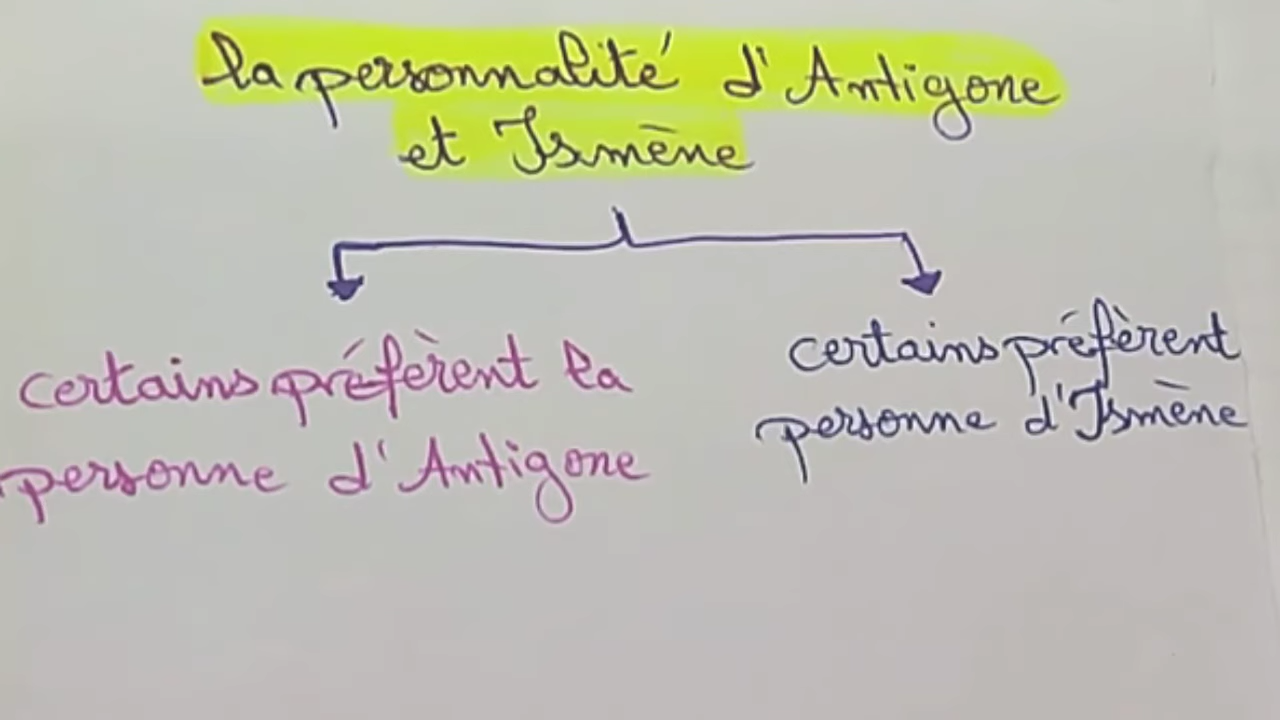 la personnalité d'Antigone
et Ismène
certains préfèrent la
personne d'Antigone
certains préfèrent
personne d'Ismène